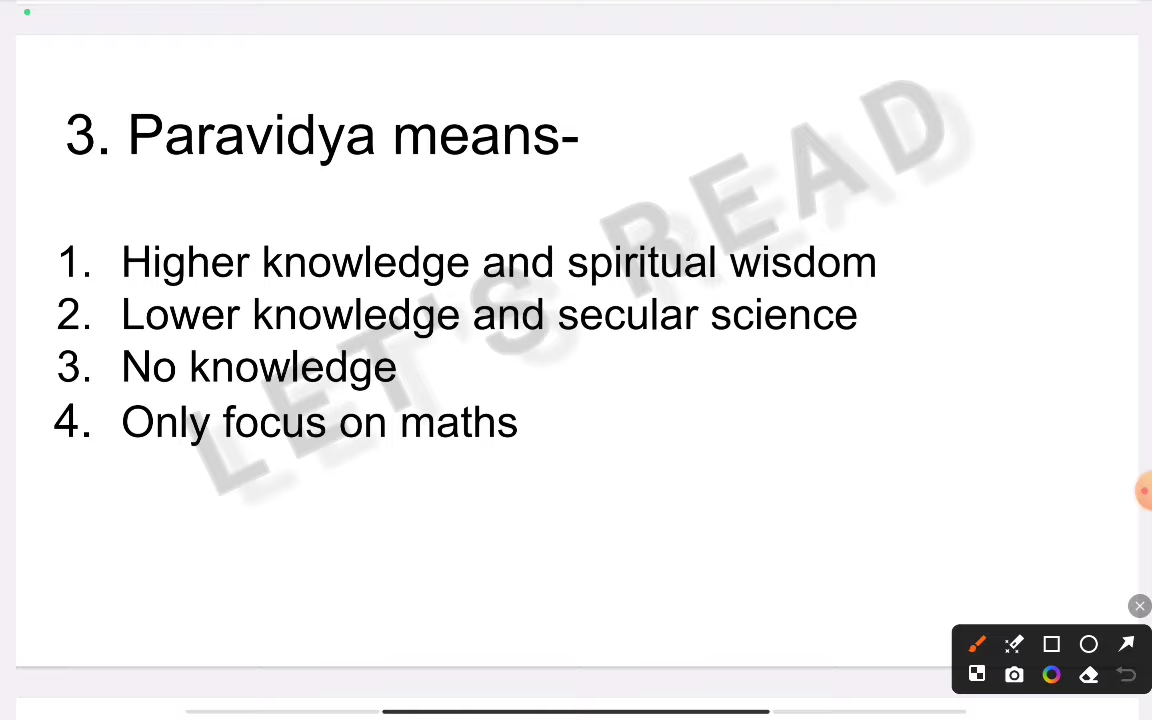 3. Paravidya means-
1. Higher knowledge and spiritual wisdom
2. Lower knowledge and secular science
3. No knowledge
4. Only focus on maths
LET'S READ